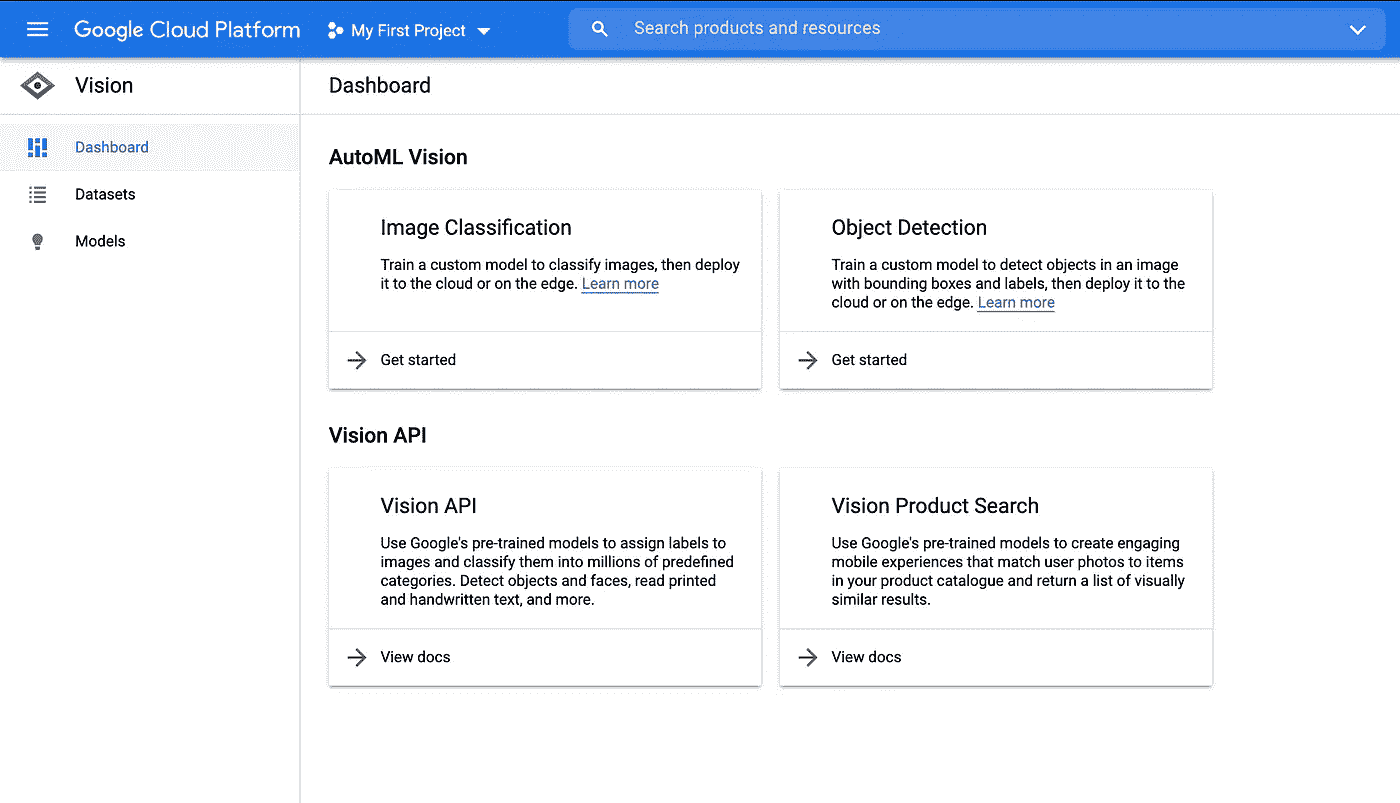 Google Cloud Platform
My First Project
Search products and resources
Vision
Dashboard
Datasets
Models
Dashboard
AutoML Vision
Image Classification
Train a custom model to classify images, then deploy
it to the cloud or on the edge. Learn more
Get started
Object Detection
Train a custom model to detect objects in an image
with bounding boxes and labels, then deploy it to the
cloud or on the edge. Learn more
Get started
Vision API
Vision API
Use Google's pre-trained models to assign labels to
images and classify them into millions of predefined
categories. Detect objects and faces, read printed
and handwritten text, and more.
View docs
Vision Product Search
Use Google's pre-trained models to create engaging
mobile experiences that match user photos to items
in your product catalogue and return a list of visually
similar results.
View docs